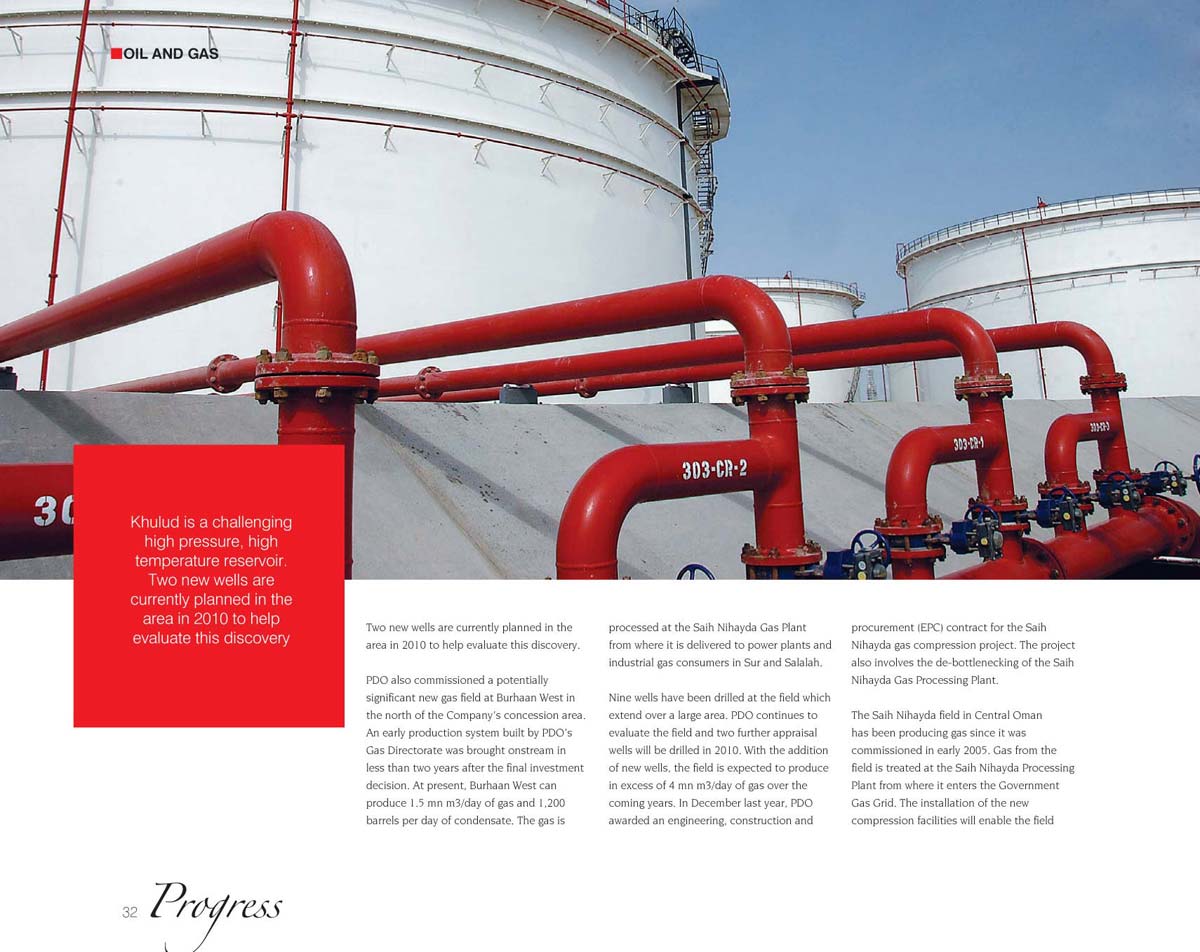 OIL AND GAS
303-CR-2
303-CR-1
303-CR-3
30
Khulud is a challenging
high pressure, high
temperature reservoir.
Two new wells are
currently planned in the
area in 2010 to help
evaluate this discovery
Two new wells are currently planned in the
area in 2010 to help evaluate this discovery.
PDO also commissioned a potentially
significant new gas field at Burhaan West in
the north of the Company's concession area.
An early production system built by PDO's
Gas Directorate was brought onstream in
less than two years after the final investment
decision. At present, Burhaan West can
produce 1.5 mn m3/day of gas and 1,200
barrels per day of condensate. The gas is
processed at the Saih Nihayda Gas Plant
from where it is delivered to power plants and
industrial gas consumers in Sur and Salalah.
Nine wells have been drilled at the field which
extend over a large area. PDO continues to
evaluate the field and two further appraisal
wells will be drilled in 2010. With the addition
of new wells, the field is expected to produce
in excess of 4 mn m3/day of gas over the
coming years. In December last year, PDO
awarded an engineering, construction and
procurement (EPC) contract for the Saih
Nihayda gas compression project. The project
also involves the de-bottlenecking of the Saih
Nihayda Gas Processing Plant.
The Saih Nihayda field in Central Oman
has been producing gas since it was
commissioned in early 2005. Gas from the
field is treated at the Saih Nihayda Processing
Plant from where it enters the Government
Gas Grid. The installation of the new
compression facilities will enable the field
32 Progress